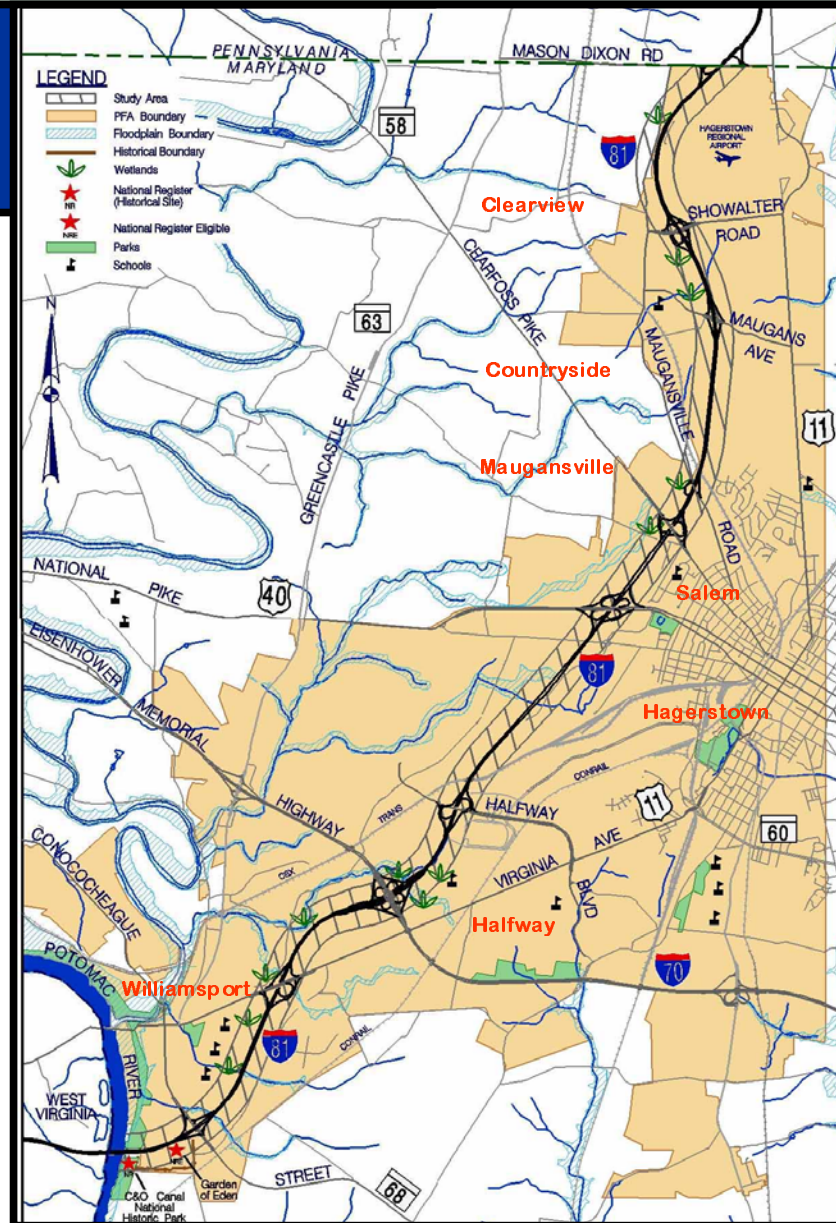 PENNSYLVANIA
MARYLAND
MASON DIXON RD
LEGEND
Study Area
PFA Boundary
Floodplain Boundary
Historical Boundary
Wetlands
National Register
(Historical Site)
NR
National Register Eligible
NRE
Parks
Schools
N
58
81
HAGERSTOWN
REGIONAL
AIRPORT
Clearview
SHOWALTER
ROAD
CEARFOSS PIKE
63
MAUGANS
AVE
MAUGANSVILLE
ROAD
Countryside
GREENCASTLE PIKE
11
Maugansville
NATIONAL PIKE
40
Salem
EISENHOWER
MEMORIAL
HIGHWAY
81
Hagerstown
CONRAIL
TRANS
CSX
HALFWAY
BLVD
11
VIRGINIA AVE
60
CONOCOCHEAGUE
Halfway
POTOMAC
RIVER
Williamsport
70
81
CONRAIL
WEST
VIRGINIA
NR
NRE
Garden
of Eden
C&O Canal
National
Historic Park
STREET
68